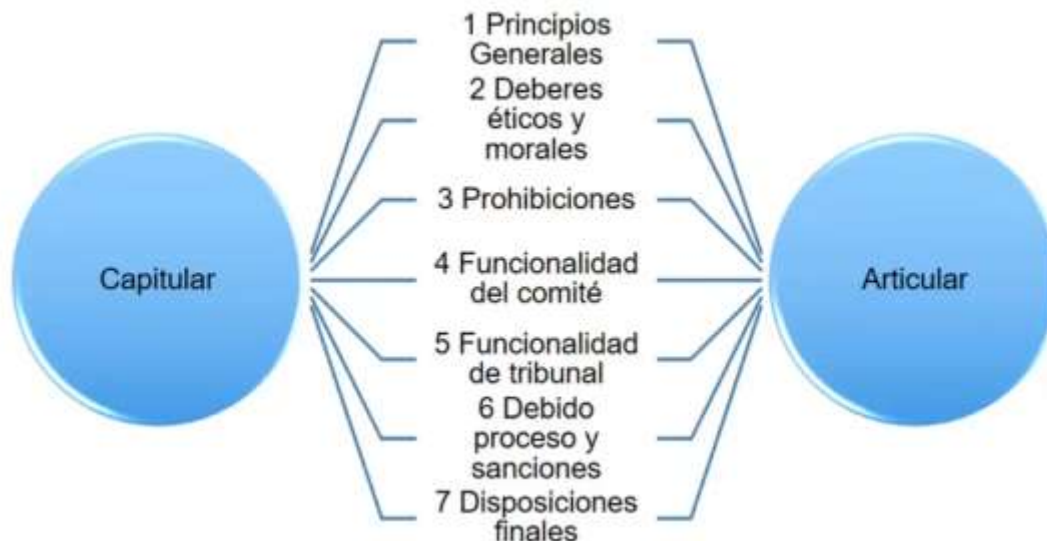 Capitular
1 Principios
Generales
2 Deberes
éticos y
morales
3 Prohibiciones
4 Funcionalidad
del comité
5 Funcionalidad
de tribunal
6 Debido
proceso y
sanciones
7 Disposiciones
finales
Articular